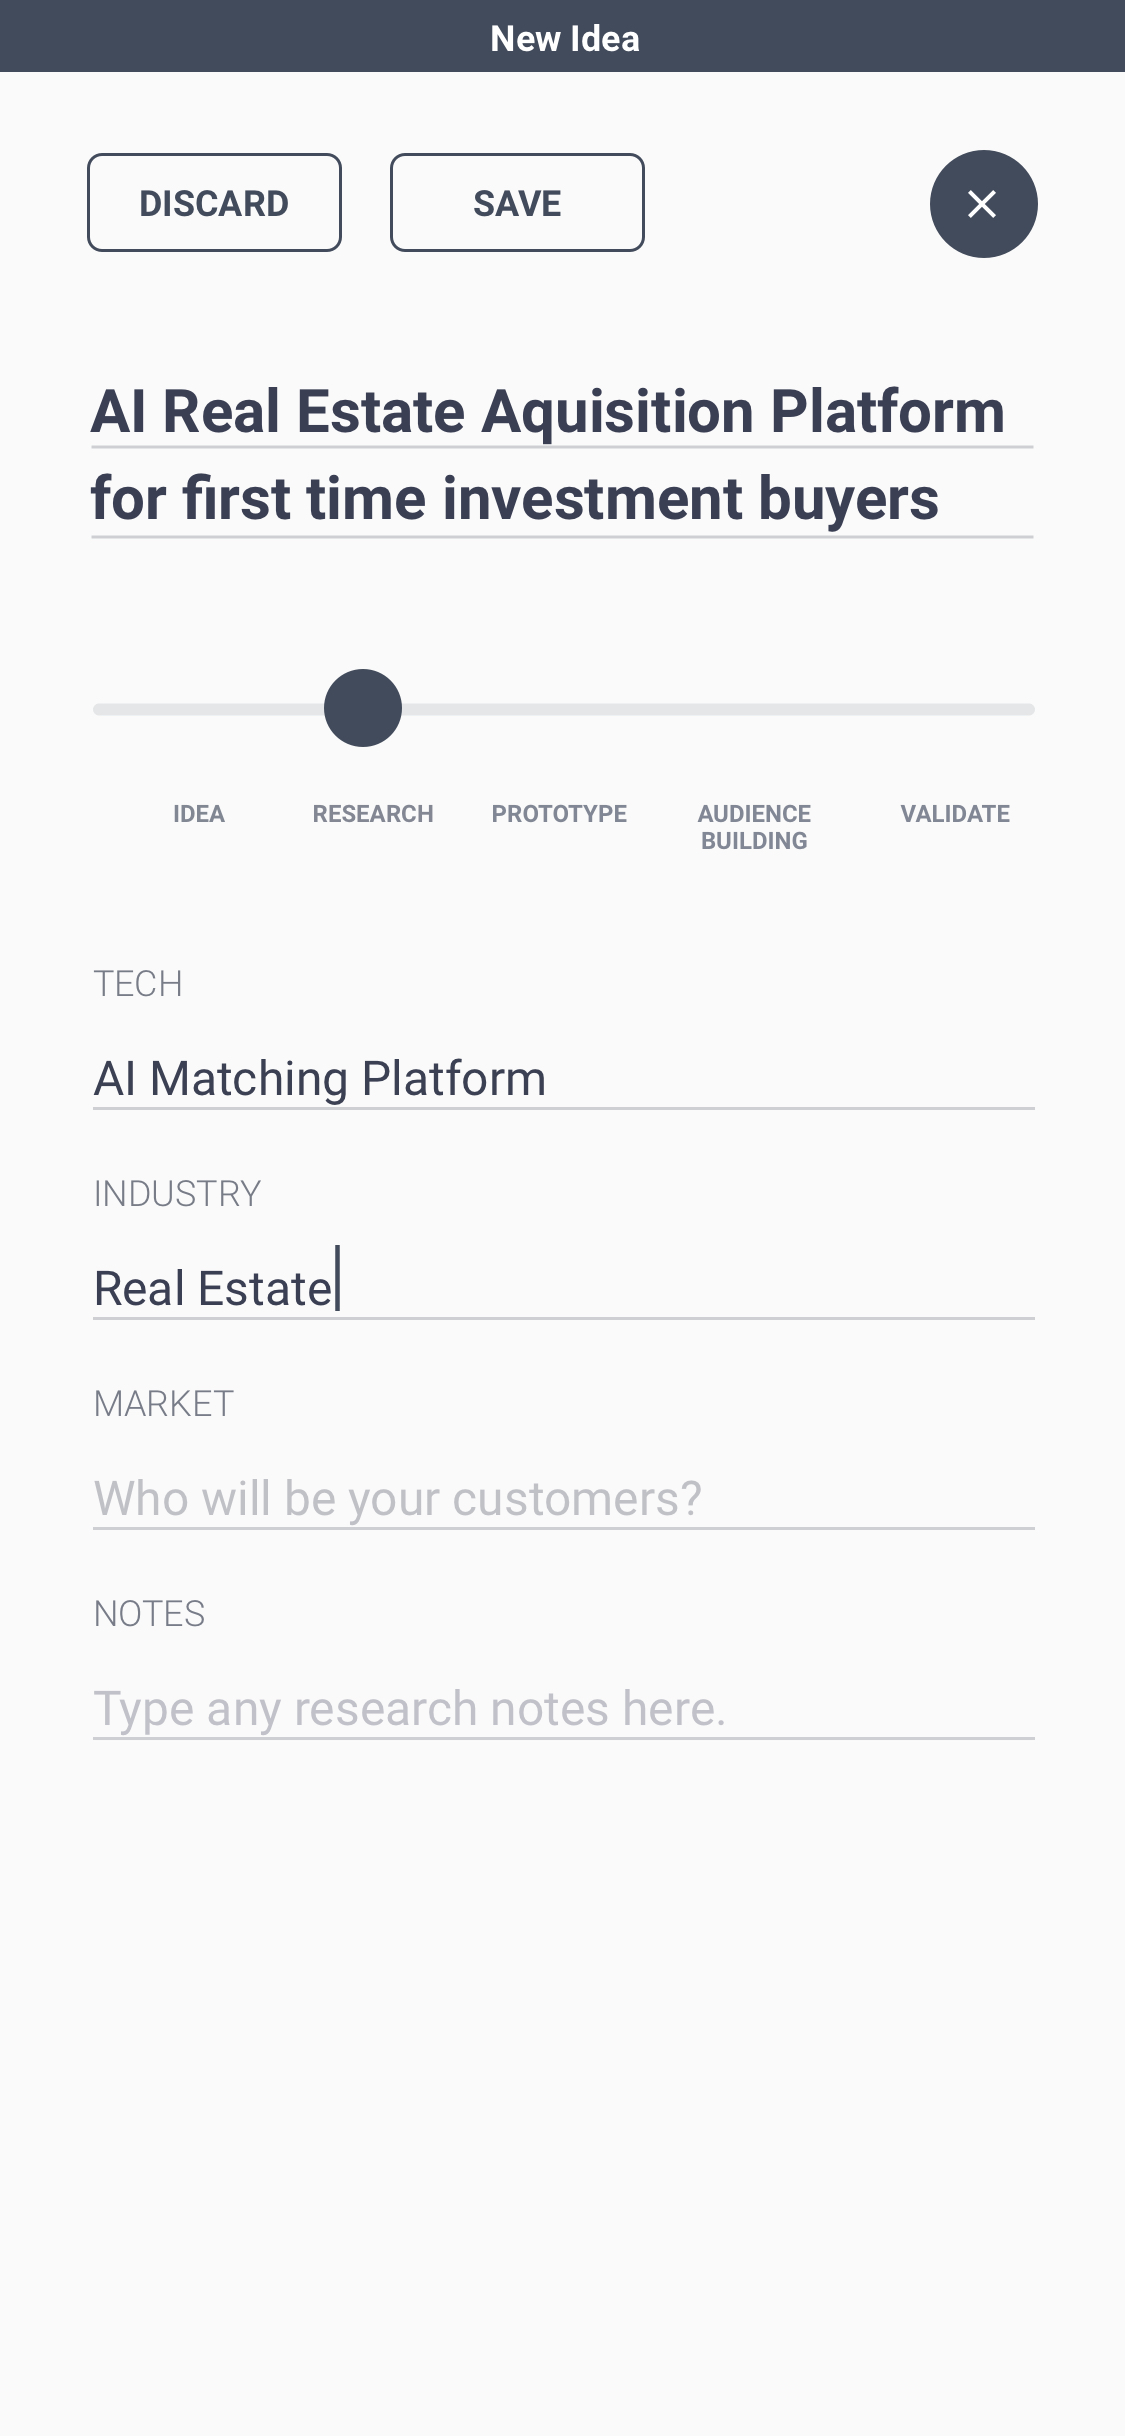 New Idea
DISCARD
SAVE
AI Real Estate Aquisition Platform
for first time investment buyers
IDEA
RESEARCH
PROTOTYPE
AUDIENCE
BUILDING
VALIDATE
TECH
AI Matching Platform
INDUSTRY
Real Estate
MARKET
Who will be your customers?
NOTES
Type any research notes here.